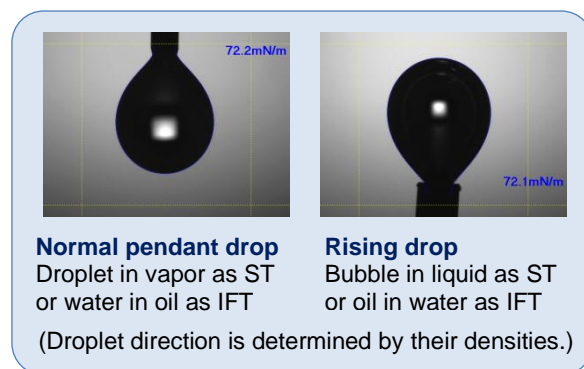 72.2mN/m
72.1mN/m
Normal pendant drop
Droplet in vapor as ST
or water in oil as IFT
Rising drop
Bubble in liquid as ST
or oil in water as IFT
(Droplet direction is determined by their densities.)